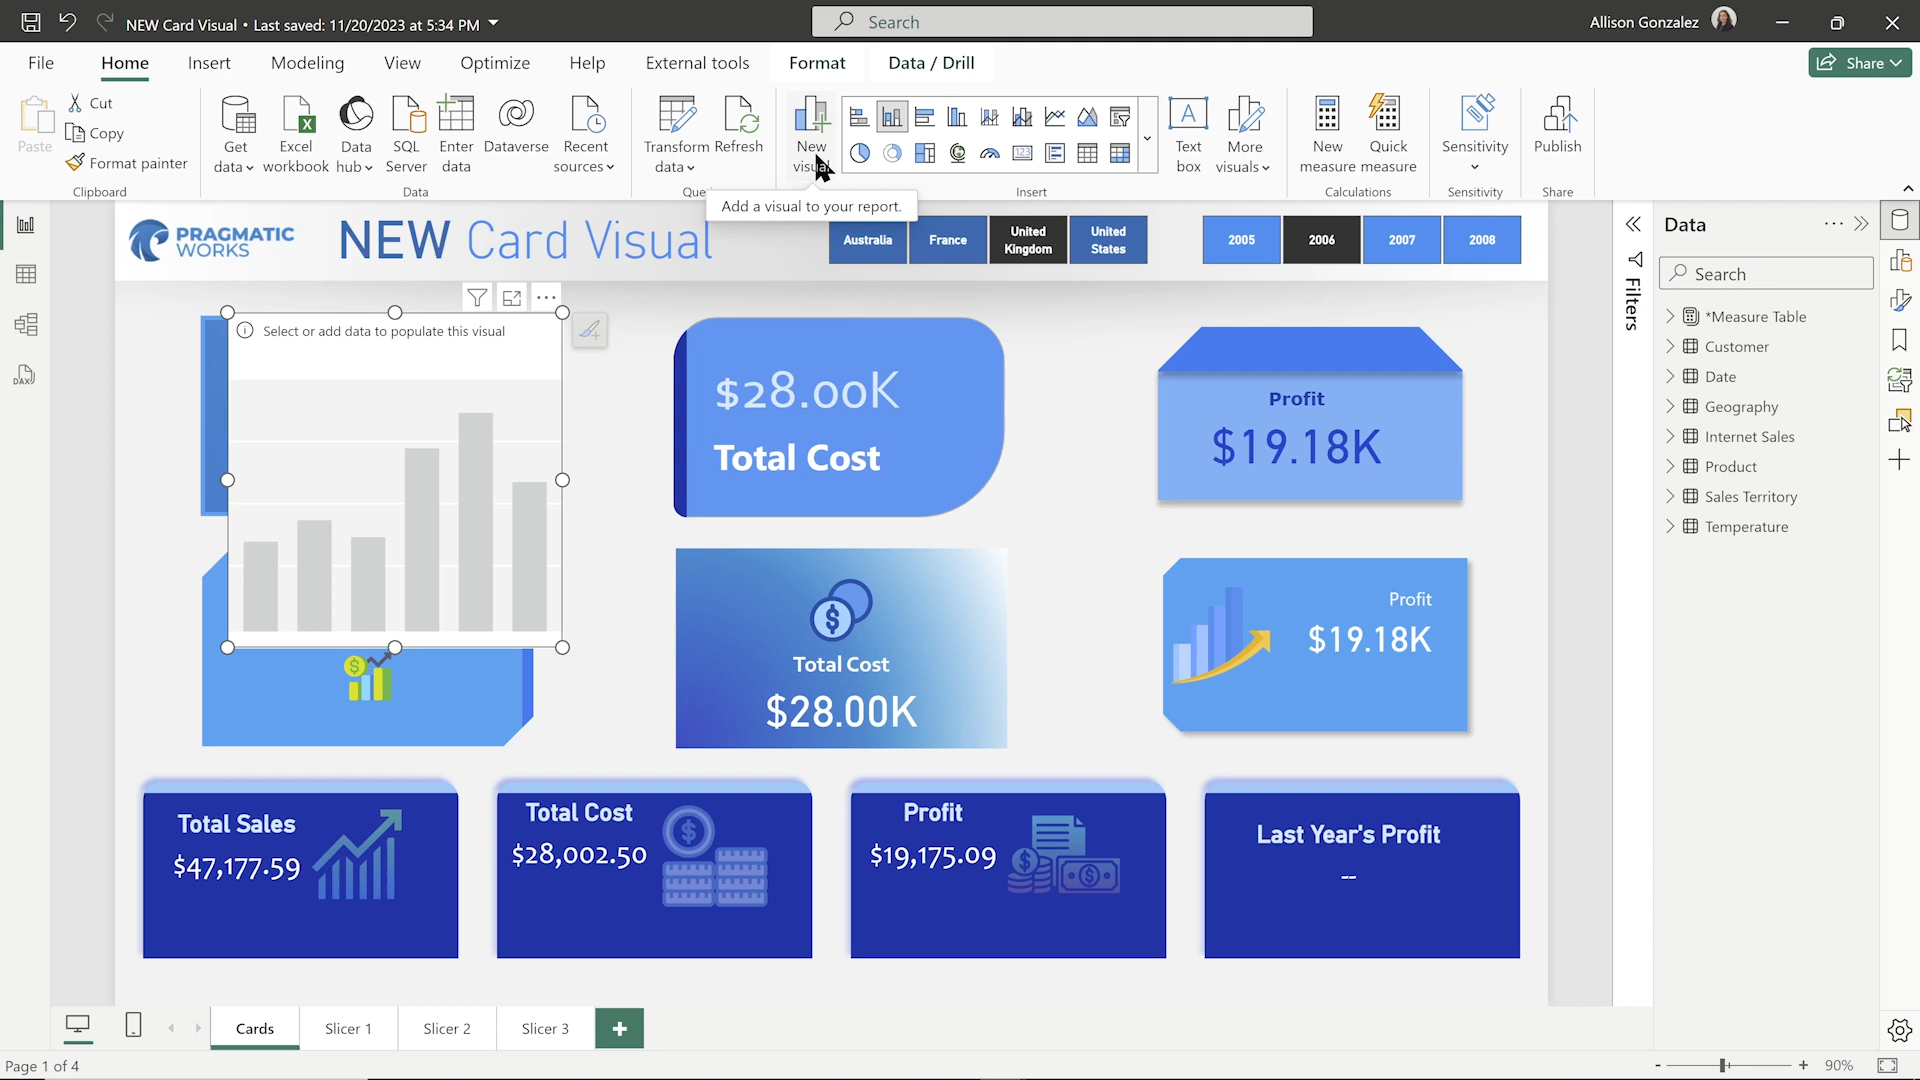 NEW Card Visual • Last saved: 11/20/2023 at 5:34 PM
Search
Allison Gonzalez
File
Home
Insert
Modeling
View
Optimize
Help
External tools
Format
Data / Drill
Share
Paste
Cut
Copy
Format painter
Clipboard
Get data
Excel workbook
Data hub
SQL Server
Enter data
Dataverse
Recent sources
Data
Transform data
Refresh
New visual
123
Insert
A
Text box
More visuals
New measure
Quick measure
Calculations
Sensitivity
Sensitivity
Publish
Share
Add a visual to your report.
PRAGMATIC
WORKS
NEW Card Visual
Australia
France
United
Kingdom
United
States
2005
2006
2007
2008
Select or add data to populate this visual
$28.00K
Total Cost
Profit
$19.18K
$
Total Cost
$28.00K
Profit
$19.18K
$
Total Sales
$47,177.59
Total Cost
$28,002.50
$
Profit
$19,175.09
$
$
Last Year's Profit
--
Filters
Data
Search
*Measure Table
Customer
Date
Geography
Internet Sales
Product
Sales Territory
Temperature
DAX
Cards
Slicer 1
Slicer 2
Slicer 3
+
Page 1 of 4
- + 90%